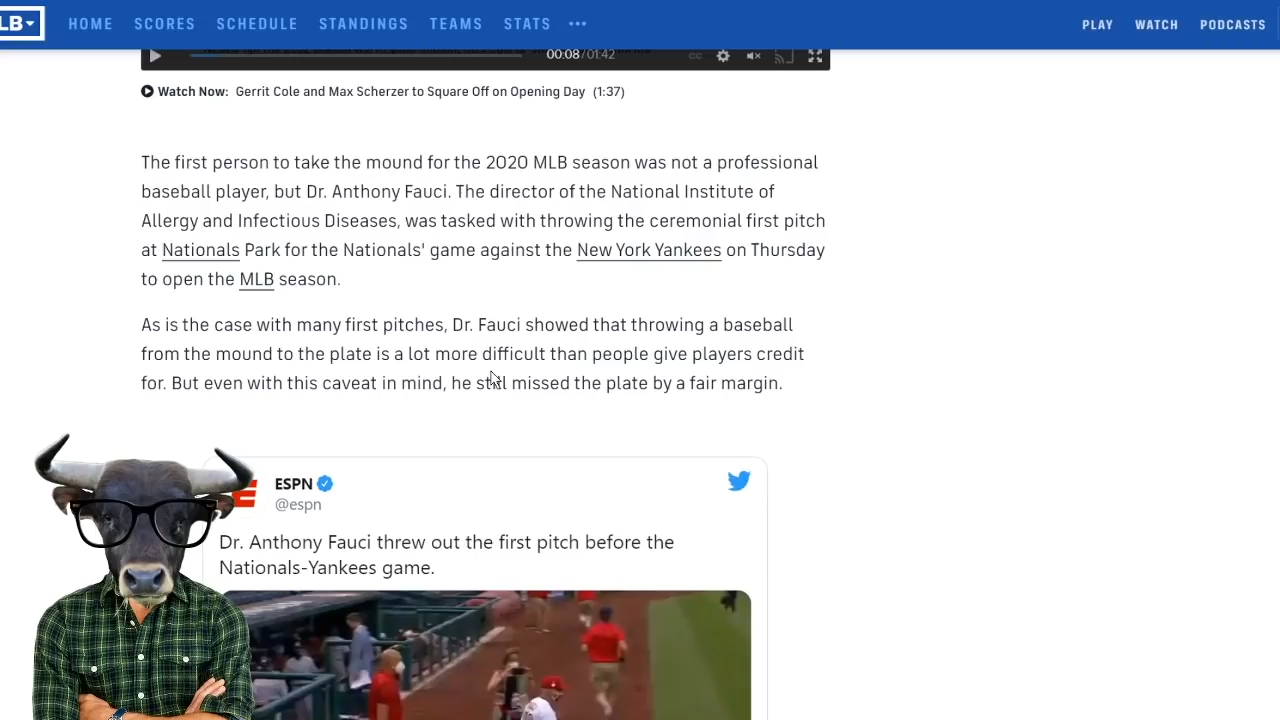 LB
HOME SCORES SCHEDULE STANDINGS TEAMS STATS ••• PLAY WATCH PODCASTS
00:08/01:42 CC
Watch Now: Gerrit Cole and Max Scherzer to Square Off on Opening Day (1:37)
The first person to take the mound for the 2020 MLB season was not a professional
baseball player, but Dr. Anthony Fauci. The director of the National Institute of
Allergy and Infectious Diseases, was tasked with throwing the ceremonial first pitch
at Nationals Park for the Nationals' game against the New York Yankees on Thursday
to open the MLB season.
As is the case with many first pitches, Dr. Fauci showed that throwing a baseball
from the mound to the plate is a lot more difficult than people give players credit
for. But even with this caveat in mind, he still missed the plate by a fair margin.
ESPN
@espn
Dr. Anthony Fauci threw out the first pitch before the
Nationals-Yankees game.